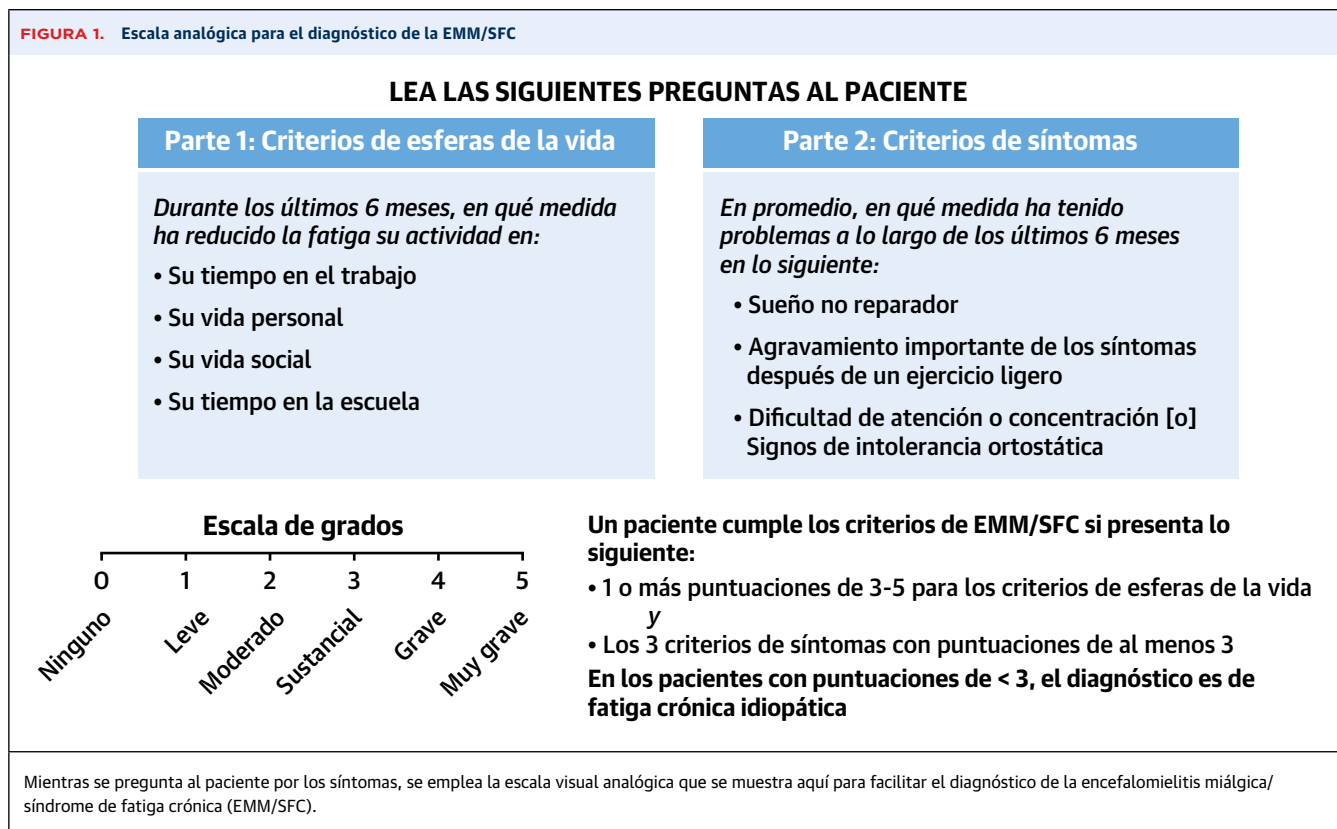 FIGURA 1. Escala analógica para el diagnóstico de la EMM/SFC
LEA LAS SIGUIENTES PREGUNTAS AL PACIENTE
Parte 1: Criterios de esferas de la vida
Durante los últimos 6 meses, en qué medida
ha reducido la fatiga su actividad en:
• Su tiempo en el trabajo
• Su vida personal
• Su vida social
• Su tiempo en la escuela
Parte 2: Criterios de síntomas
En promedio, en qué medida ha tenido
problemas a lo largo de los últimos 6 meses
en lo siguiente:
• Sueño no reparador
• Agravamiento importante de los síntomas
después de un ejercicio ligero
• Dificultad de atención o concentración [o]
Signos de intolerancia ortostática
Escala de grados
0 1 2 3 4 5
Ninguno Leve Moderado Sustancial Grave Muy grave
Un paciente cumple los criterios de EMM/SFC si presenta lo
siguiente:
• 1 o más puntuaciones de 3-5 para los criterios de esferas de la vida
y
• Los 3 criterios de síntomas con puntuaciones de al menos 3
En los pacientes con puntuaciones de < 3, el diagnóstico es de
fatiga crónica idiopática
Mientras se pregunta al paciente por los síntomas, se emplea la escala visual analógica que se muestra aquí para facilitar el diagnóstico de la encefalomielitis miálgica/
síndrome de fatiga crónica (EMM/SFC).